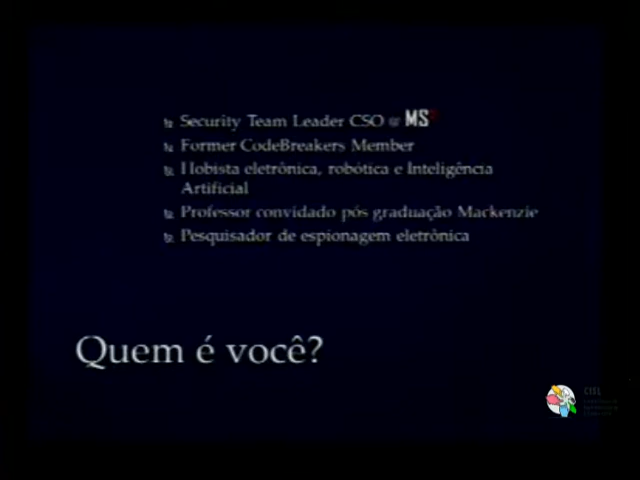 Security Team Leader CSO @ MS
Former CodeBreakers Member
Hobista eletrônica, robótica e Inteligência
Artificial
Professor convidado pós graduação Mackenzie
Pesquisador de espionagem eletrônica
Quem é você?